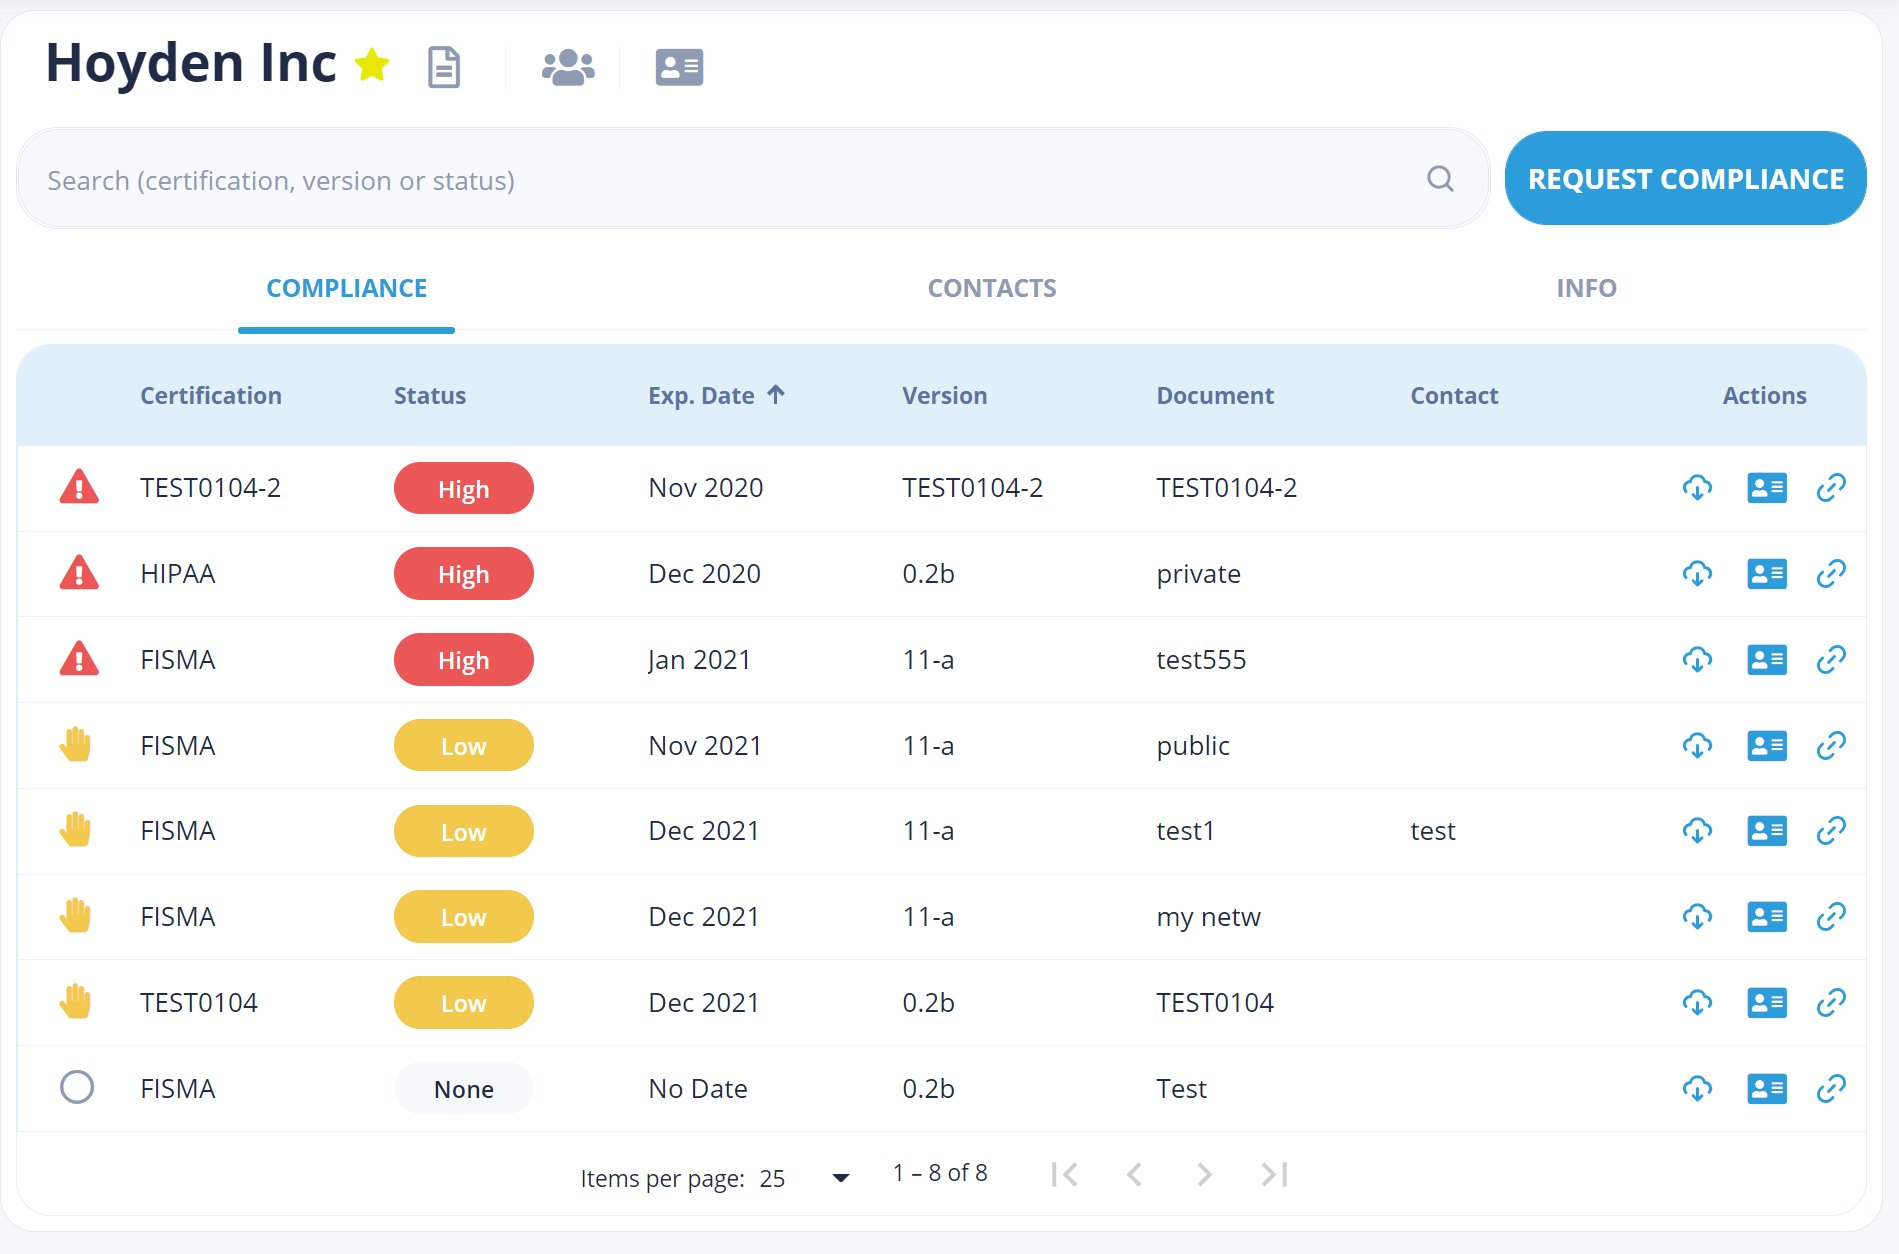 Hoyden Inc
Search (certification, version or status)
REQUEST COMPLIANCE
COMPLIANCE CONTACTS INFO
Certification Status Exp. Date Version Document Contact Actions
TEST0104-2 High Nov 2020 TEST0104-2 TEST0104-2
HIPAA High Dec 2020 0.2b private
FISMA High Jan 2021 11-a test555
FISMA Low Nov 2021 11-a public
FISMA Low Dec 2021 11-a test1 test
FISMA Low Dec 2021 11-a my netw
TEST0104 Low Dec 2021 0.2b TEST0104
FISMA None No Date 0.2b Test
Items per page: 25 1 – 8 of 8